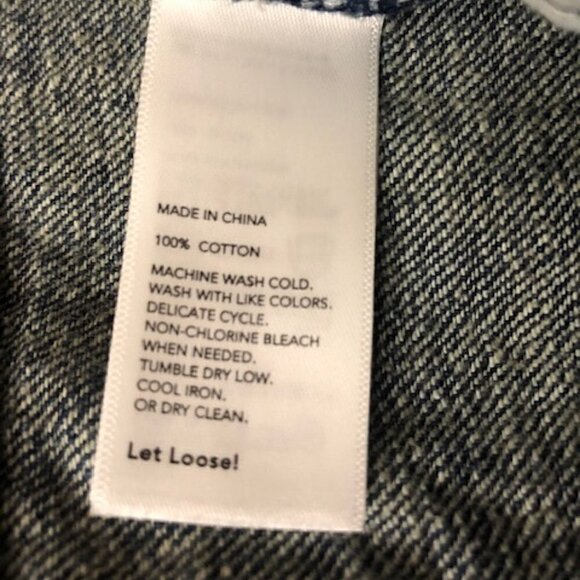 MADE IN CHINA
100% COTTON
MACHINE WASH COLD.
WASH WITH LIKE COLORS.
DELICATE CYCLE.
NON-CHLORINE BLEACH
WHEN NEEDED.
TUMBLE DRY LOW.
COOL IRON.
OR DRY CLEAN.
Let Loose!